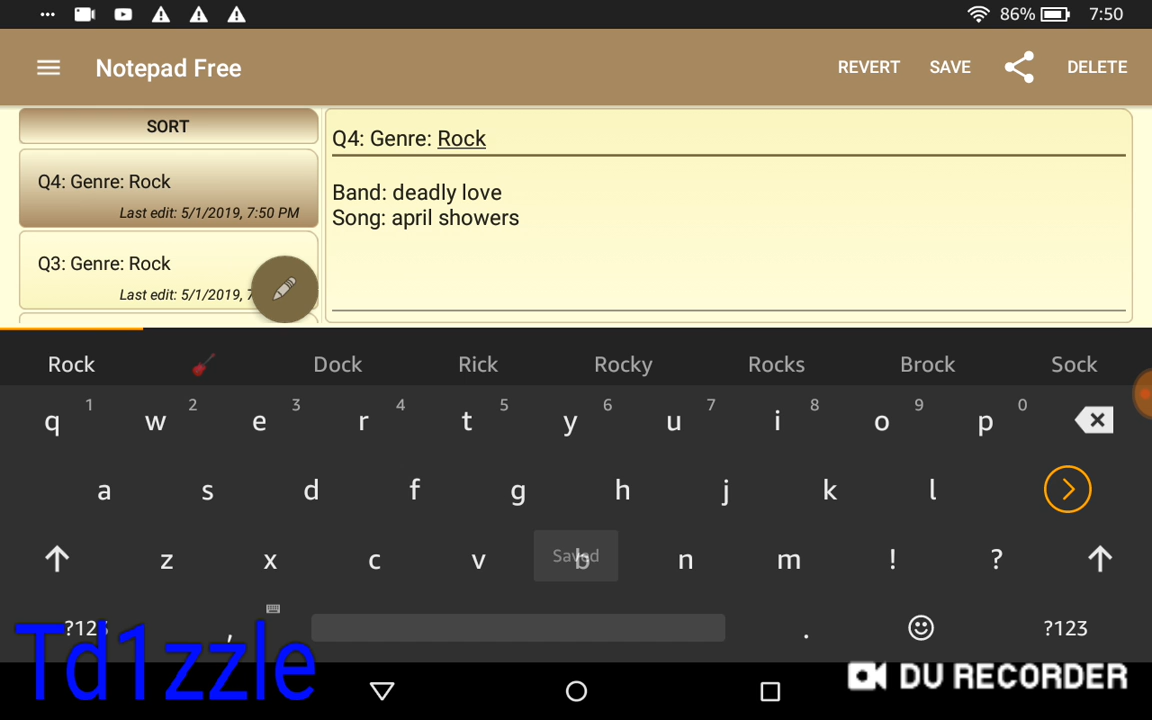 86% 7:50
Notepad Free REVERT SAVE DELETE
SORT
Q4: Genre: Rock
Last edit: 5/1/2019, 7:50 PM
Q3: Genre: Rock
Last edit: 5/1/2019, 7
Q4: Genre: Rock
Band: deadly love
Song: april showers
Rock Dock Rick Rocky Rocks Brock Sock
1 2 3 4 5 6 7 8 9 0
q w e r t y u i o p
a s d f g h j k l
z x c v b n m ! ?
Saved
?123 , . ?123
Td1zzle
DU RECORDER